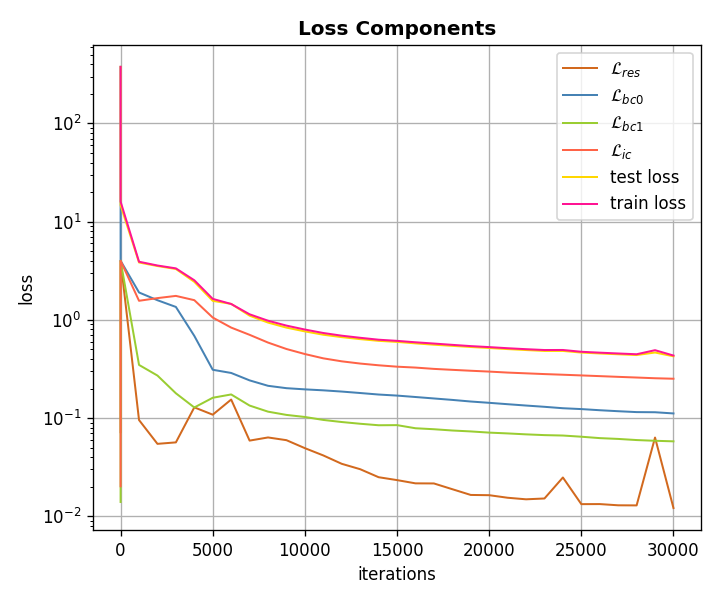 Loss Components
loss
10²
10¹
10⁰
10⁻¹
10⁻²
ℒ_res
ℒ_bc0
ℒ_bc1
ℒ_ic
test loss
train loss
0 5000 10000 15000 20000 25000 30000
iterations